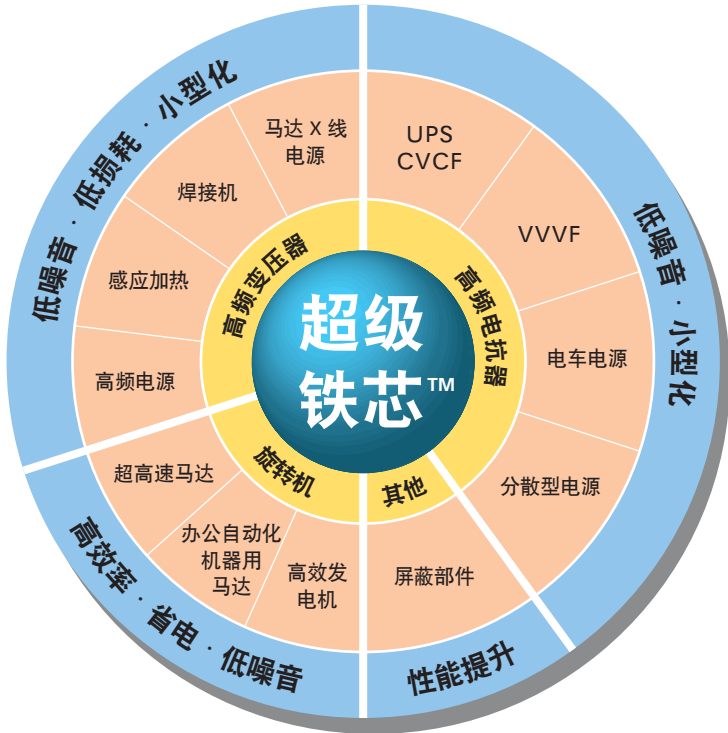 超级
铁芯™
高频变压器
高频电抗器
旋转机
其他
低噪音·低损耗·小型化
马达 X 线
电源
焊接机
感应加热
高频电源
低噪音·小型化
UPS
CVCF
VVVF
电车电源
分散型电源
高效率·省电·低噪音
超高速马达
办公自动化
机器用
马达
高效发
电机
性能提升
屏蔽部件